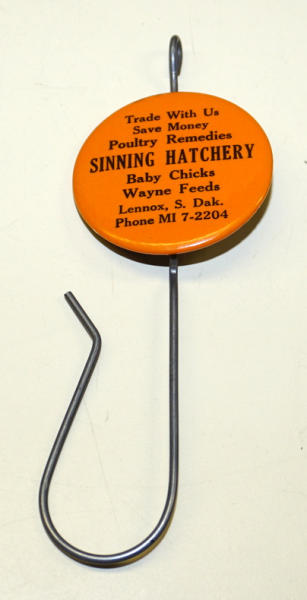 Trade With Us
Save Money
Poultry Remedies
SINNING HATCHERY
Baby Chicks
Wayne Feeds
Lennox, S. Dak.
Phone MI 7-2204